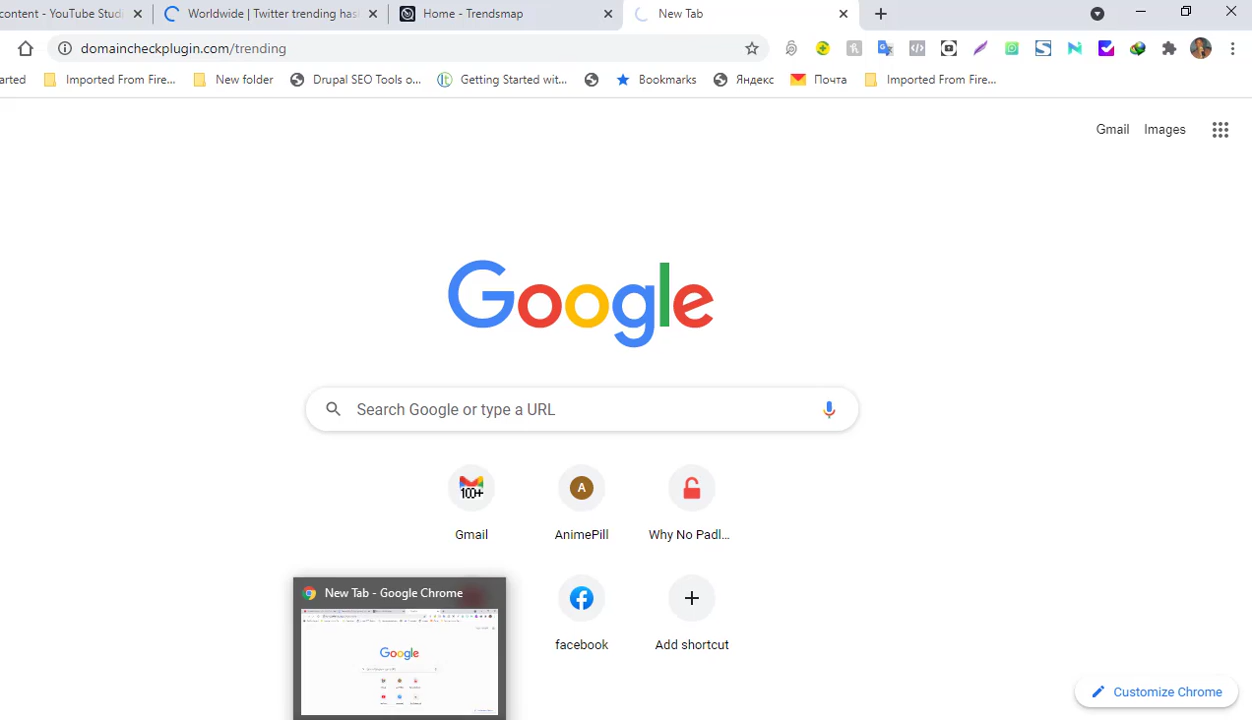 content - YouTube Studi
Worldwide | Twitter trending has
Home - Trendsmap
New Tab
domaincheckplugin.com/trending
arted
Imported From Fire...
New folder
Drupal SEO Tools o...
Getting Started wit...
Bookmarks
Яндекс
Почта
Imported From Fire...
Gmail
Images
Google
Search Google or type a URL
100+
A
Gmail
AnimePill
Why No Padl...
New Tab - Google Chrome
Google
facebook
Add shortcut
Customize Chrome